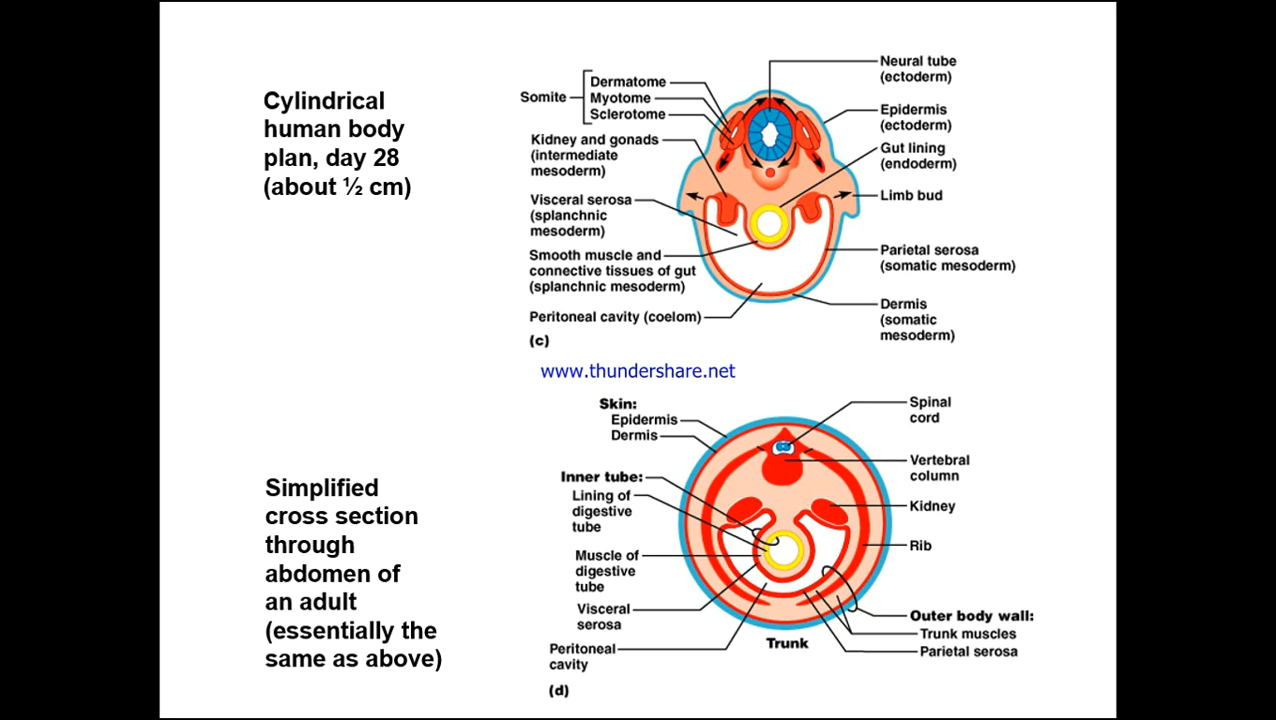 Cylindrical
human body
plan, day 28
(about ½ cm)
Somite
Dermatome
Myotome
Sclerotome
Kidney and gonads
(intermediate
mesoderm)
Visceral serosa
(splanchnic
mesoderm)
Smooth muscle and
connective tissues of gut
(splanchnic mesoderm)
Peritoneal cavity (coelom)
(c)
Neural tube
(ectoderm)
Epidermis
(ectoderm)
Gut lining
(endoderm)
Limb bud
Parietal serosa
(somatic mesoderm)
Dermis
(somatic
mesoderm)
www.thundershare.net
Simplified
cross section
through
abdomen of
an adult
(essentially the
same as above)
Skin:
Epidermis
Dermis
Inner tube:
Lining of
digestive
tube
Muscle of
digestive
tube
Visceral
serosa
Peritoneal
cavity
(d)
Spinal
cord
Vertebral
column
Kidney
Rib
Outer body wall:
Trunk muscles
Parietal serosa
Trunk